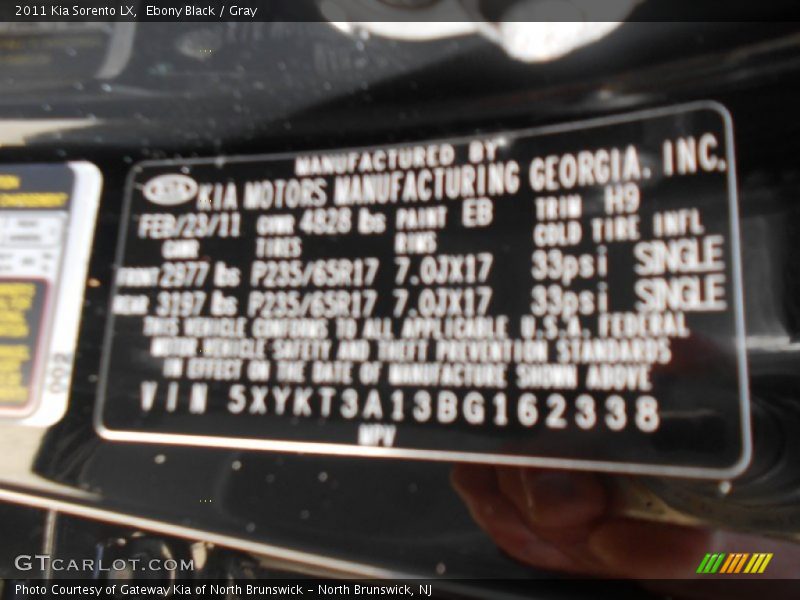 2011 Kia Sorento LX, Ebony Black / Gray
MANUFACTURED BY
KIA KIA MOTORS MANUFACTURING GEORGIA. INC.
FEB/23/11 GVWR 4828 lbs PAINT EB TRIM H9
GAWR TIRES RIMS COLD TIRE INFL
FRONT 2977 lbs P235/65R17 7.0JX17 33psi SINGLE
REAR 3197 lbs P235/65R17 7.0JX17 33psi SINGLE
THIS VEHICLE CONFORMS TO ALL APPLICABLE U.S.A. FEDERAL
MOTOR VEHICLE SAFETY AND THEFT PREVENTION STANDARDS
IN EFFECT ON THE DATE OF MANUFACTURE SHOWN ABOVE
VIN 5XYKT3A13BG162338
MPV
002
GTCARLOT.COM
Photo Courtesy of Gateway Kia of North Brunswick – North Brunswick, NJ